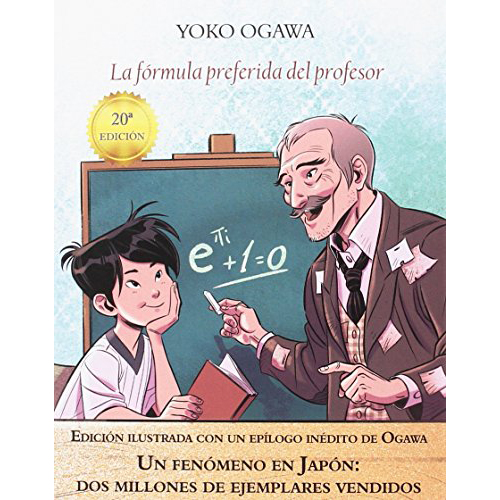 YOKO OGAWA
La fórmula preferida del profesor
20ª
EDICIÓN
e^πi + 1 = 0
EDICIÓN ILUSTRADA CON UN EPÍLOGO INÉDITO DE OGAWA
UN FENÓMENO EN JAPÓN:
DOS MILLONES DE EJEMPLARES VENDIDOS